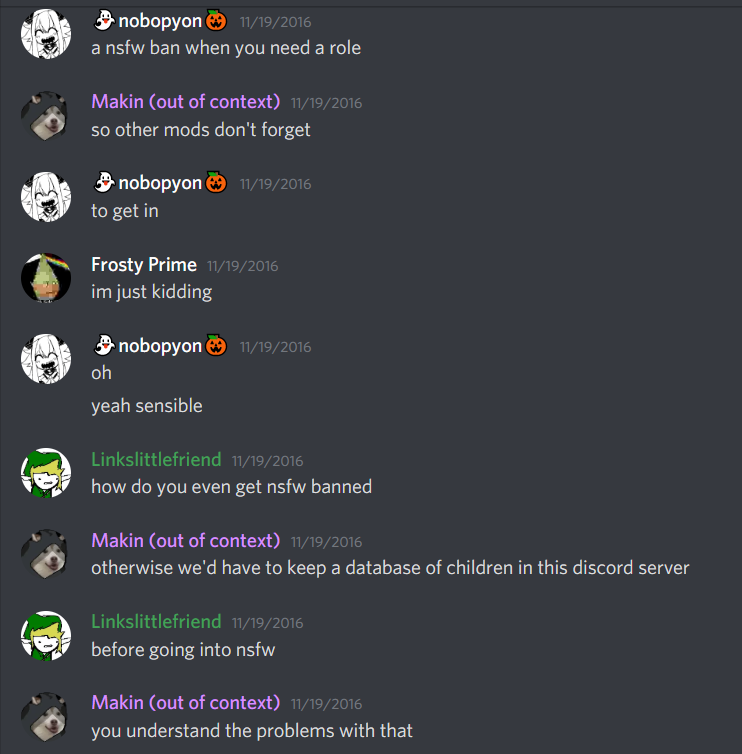 👻nobopyon🎃 11/19/2016
a nsfw ban when you need a role
Makin (out of context) 11/19/2016
so other mods don't forget
👻nobopyon🎃 11/19/2016
to get in
Frosty Prime 11/19/2016
im just kidding
👻nobopyon🎃 11/19/2016
oh
yeah sensible
Linkslittlefriend 11/19/2016
how do you even get nsfw banned
Makin (out of context) 11/19/2016
otherwise we'd have to keep a database of children in this discord server
Linkslittlefriend 11/19/2016
before going into nsfw
Makin (out of context) 11/19/2016
you understand the problems with that